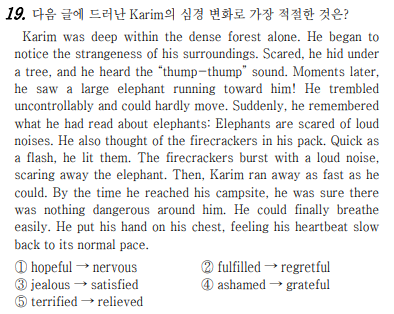 19. 다음 글에 드러난 Karim의 심경 변화로 가장 적절한 것은?
Karim was deep within the dense forest alone. He began to
notice the strangeness of his surroundings. Scared, he hid under
a tree, and he heard the “thump-thump” sound. Moments later,
he saw a large elephant running toward him! He trembled
uncontrollably and could hardly move. Suddenly, he remembered
what he had read about elephants: Elephants are scared of loud
noises. He also thought of the firecrackers in his pack. Quick as
a flash, he lit them. The firecrackers burst with a loud noise,
scaring away the elephant. Then, Karim ran away as fast as he
could. By the time he reached his campsite, he was sure there
was nothing dangerous around him. He could finally breathe
easily. He put his hand on his chest, feeling his heartbeat slow
back to its normal pace.
① hopeful → nervous ② fulfilled → regretful
③ jealous → satisfied ④ ashamed → grateful
⑤ terrified → relieved